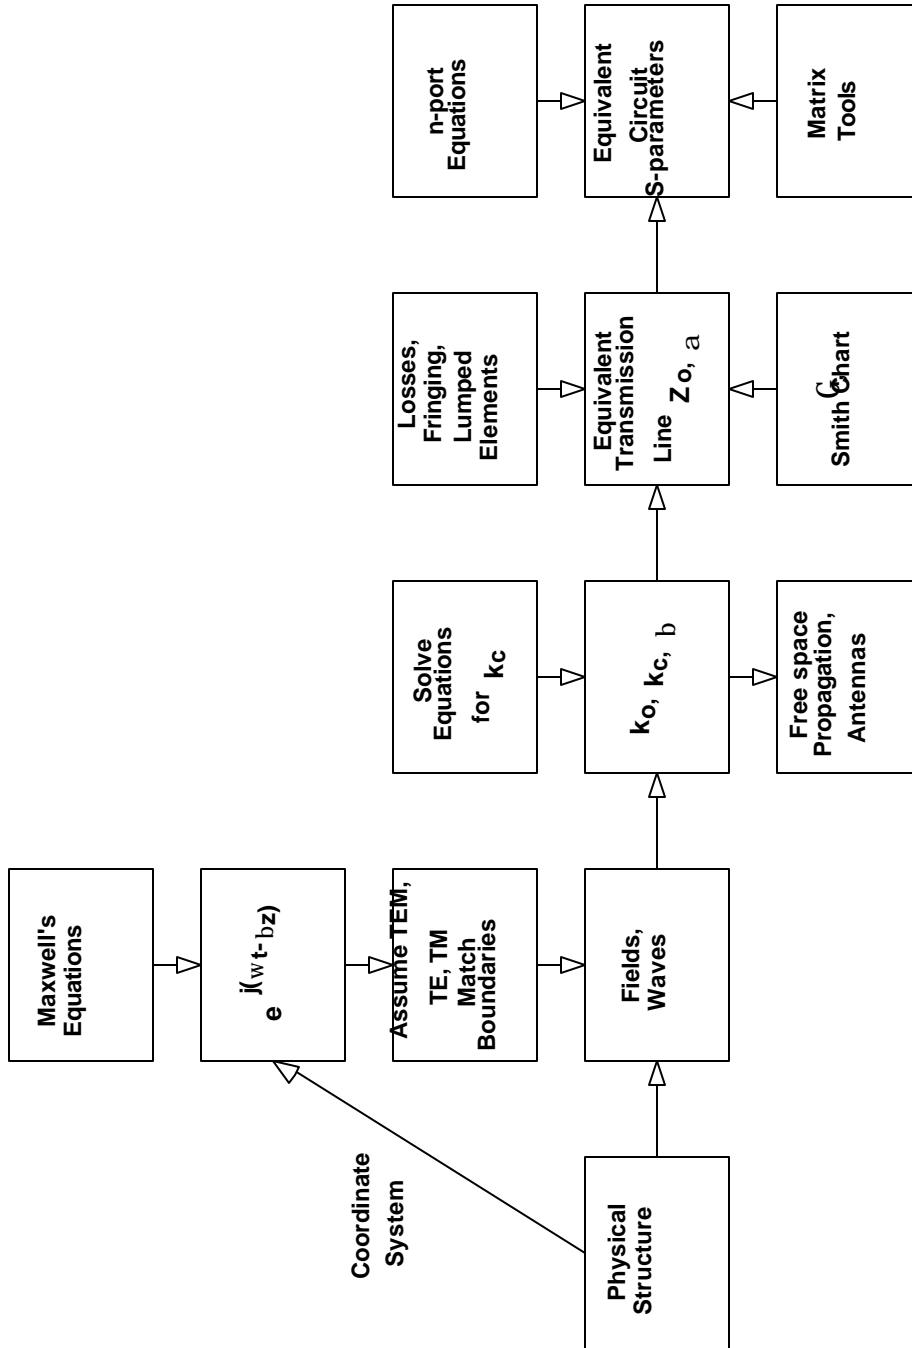 Maxwell's
Equations
j(wt-bz)
e
Coordinate
System
Assume TEM,
TE, TM
Match
Boundaries
Solve
Equations
for kc
Losses,
Fringing,
Lumped
Elements
n-port
Equations
Physical
Structure
Fields,
Waves
ko, kc, b
Equivalent
Transmission
Line Zo, a
Equivalent
Circuit
S-parameters
Free space
Propagation,
Antennas
G
Smith Chart
Matrix
Tools